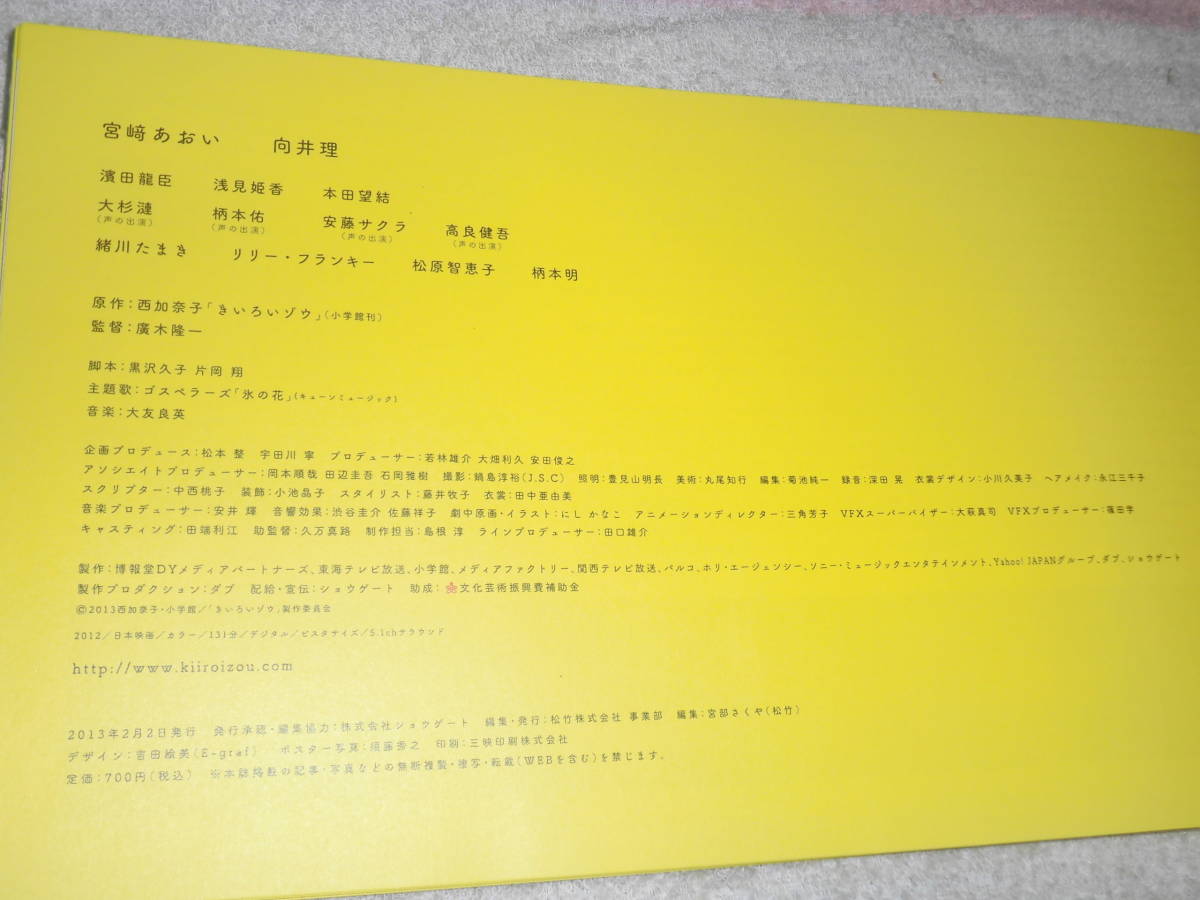 宮﨑あおい 向井理
濱田龍臣 浅見姫香 本田望結
大杉漣 柄本佑 安藤サクラ 高良健吾
(声の出演) (声の出演) (声の出演) (声の出演)
緒川たまき リリー・フランキー 松原智恵子 柄本明
原作:西加奈子「きいろいゾウ」(小学館刊)
監督:廣木隆一
脚本:黒沢久子 片岡 翔
主題歌:ゴスペラーズ「氷の花」(キューンミュージック)
音楽:大友良英
企画プロデュース:松本 整 宇田川 寧 プロデューサー:若林雄介 大畑利久 安田俊之
アソシエイトプロデューサー:岡本順哉 田辺圭吾 石岡雅樹 撮影:鍋島淳裕(J.S.C) 照明:豊見山明長 美術:丸尾知行 編集:菊池純一 録音:深田 晃 衣裳デザイン:小川久美子 ヘアメイク:永江三千子
スクリプター:中西桃子 装飾:小池晶子 スタイリスト:藤井牧子 衣裳:田中亜由美
音楽プロデューサー:安井 輝 音響効果:渋谷圭介 佐藤祥子 劇中原画・イラスト:にし かなこ アニメーションディレクター:三角芳子 VFXスーパーバイザー:大萩真司 VFXプロデューサー:篠田学
キャスティング:田端利江 助監督:久万真路 制作担当:島根 淳 ラインプロデューサー:田口雄介
製作:博報堂DYメディアパートナーズ、東海テレビ放送、小学館、メディアファクトリー、関西テレビ放送、パルコ、ホリ・エージェンシー、ソニー・ミュージックエンタテインメント、Yahoo! JAPANグループ、ダブ、ショウゲート
製作プロダクション:ダブ 配給・宣伝:ショウゲート 助成:文化芸術振興費補助金
©2013西加奈子・小学館/「きいろいゾウ」製作委員会
2012/日本映画/カラー/131分/デジタル/ビスタサイズ/5.1chサラウンド
http://www.kiiroizou.com
2013年2月2日発行 発行承認・編集協力:株式会社ショウゲート 編集・発行:松竹株式会社 事業部 編集:宮部さくや(松竹)
デザイン:吉田絵美(E-graf) ポスター写真:須藤秀之 印刷:三映印刷株式会社
定価:700円(税込) ※本誌掲載の記事・写真などの無断複製・複写・転載(WEBを含む)を禁じます。